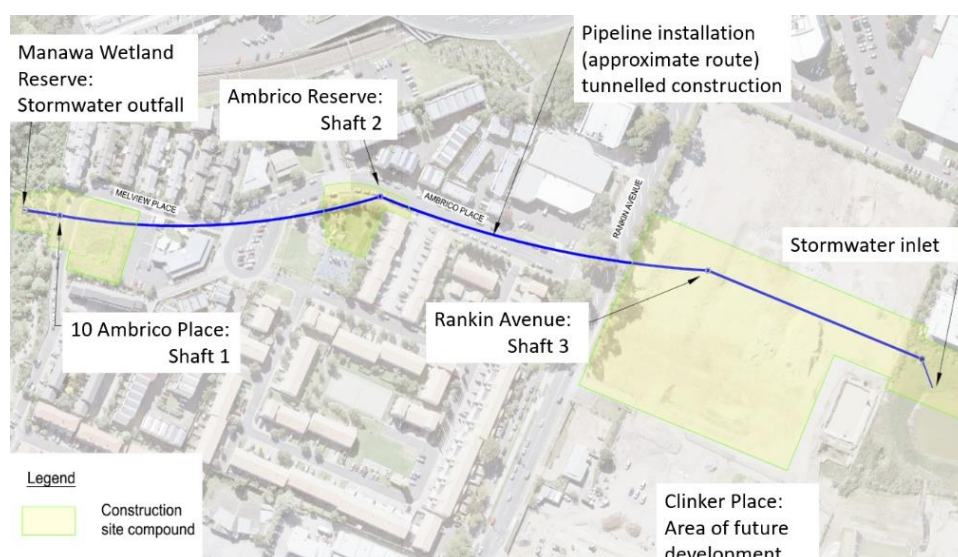 Manawa Wetland
Reserve:
Stormwater outfall
Ambrico Reserve:
Shaft 2
Pipeline installation
(approximate route)
tunnelled construction
MELVIEW PLACE
AMBRICO PLACE
RANKIN AVENUE
Stormwater inlet
10 Ambrico Place:
Shaft 1
Rankin Avenue:
Shaft 3
Legend
Construction
site compound
Clinker Place:
Area of future
development